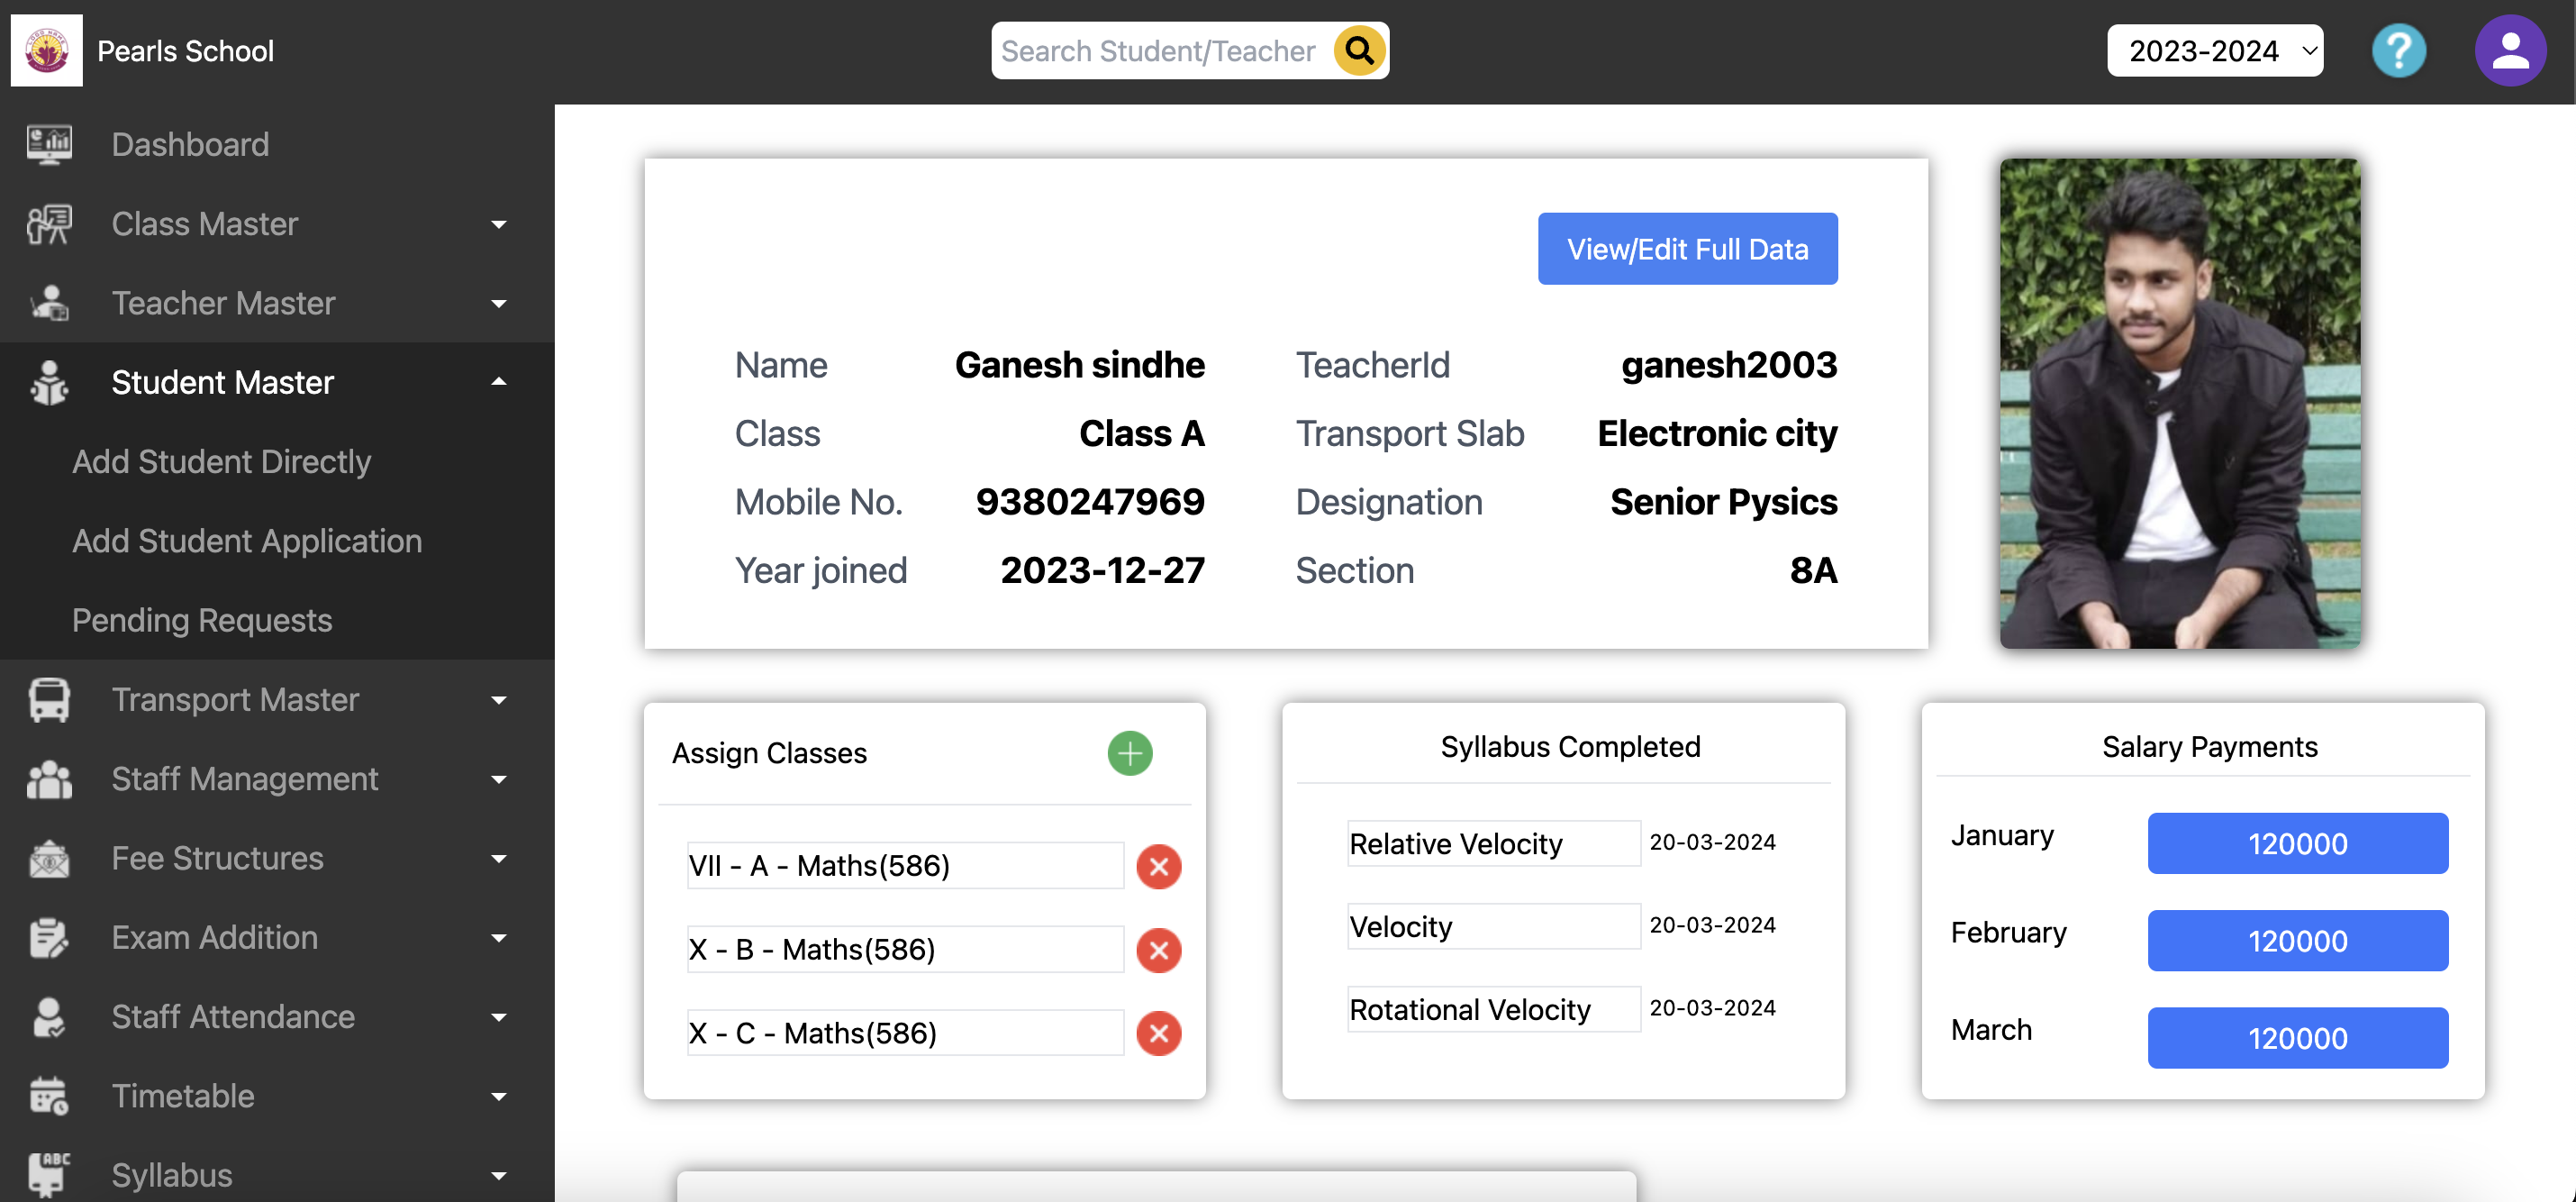 Pearls School
Search Student/Teacher
2023-2024
?
Dashboard
Class Master
Teacher Master
Student Master
Add Student Directly
Add Student Application
Pending Requests
Transport Master
Staff Management
Fee Structures
Exam Addition
Staff Attendance
Timetable
ABC
Syllabus
View/Edit Full Data
Name Ganesh sindhe TeacherId ganesh2003
Class Class A Transport Slab Electronic city
Mobile No. 9380247969 Designation Senior Pysics
Year joined 2023-12-27 Section 8A
Assign Classes
VII - A - Maths(586)
X - B - Maths(586)
X - C - Maths(586)
Syllabus Completed
Relative Velocity 20-03-2024
Velocity 20-03-2024
Rotational Velocity 20-03-2024
Salary Payments
January 120000
February 120000
March 120000